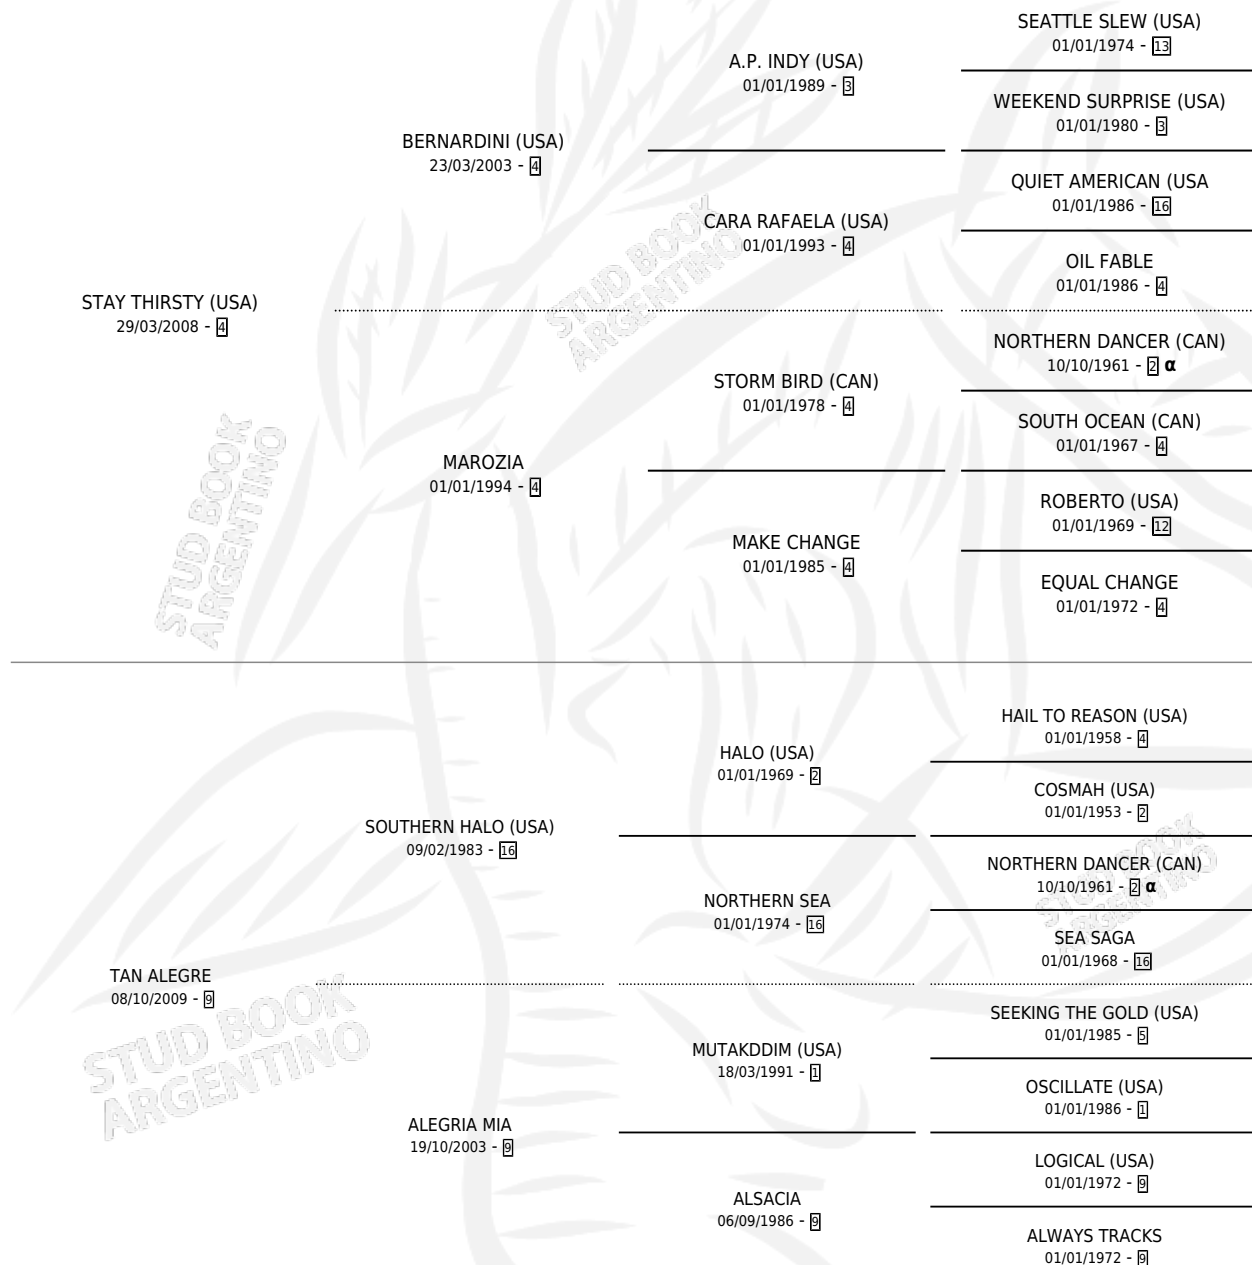 SEATTLE SLEW (USA)
01/01/1974 - 13
A.P. INDY (USA)
01/01/1989 - 3
WEEKEND SURPRISE (USA)
01/01/1980 - 3
BERNARDINI (USA)
23/03/2003 - 4
QUIET AMERICAN (USA
01/01/1986 - 16
CARA RAFAELA (USA)
01/01/1993 - 4
OIL FABLE
01/01/1986 - 4
STAY THIRSTY (USA)
29/03/2008 - 4
NORTHERN DANCER (CAN)
10/10/1961 - 2 α
STORM BIRD (CAN)
01/01/1978 - 4
SOUTH OCEAN (CAN)
01/01/1967 - 4
MAROZIA
01/01/1994 - 4
ROBERTO (USA)
01/01/1969 - 12
MAKE CHANGE
01/01/1985 - 4
EQUAL CHANGE
01/01/1972 - 4
HAIL TO REASON (USA)
01/01/1958 - 4
HALO (USA)
01/01/1969 - 2
COSMAH (USA)
01/01/1953 - 2
SOUTHERN HALO (USA)
09/02/1983 - 16
NORTHERN DANCER (CAN)
10/10/1961 - 2 α
NORTHERN SEA
01/01/1974 - 16
SEA SAGA
01/01/1968 - 16
TAN ALEGRE
08/10/2009 - 9
SEEKING THE GOLD (USA)
01/01/1985 - 5
MUTAKDDIM (USA)
18/03/1991 - 1
OSCILLATE (USA)
01/01/1986 - 1
ALEGRIA MIA
19/10/2003 - 9
LOGICAL (USA)
01/01/1972 - 9
ALSACIA
06/09/1986 - 9
ALWAYS TRACKS
01/01/1972 - 9
STUD BOOK
ARGENTINO
STUD BOOK
ARGENTINO
STUD BOOK
ARGENTINO
STUD BOOK
ARGENTINO